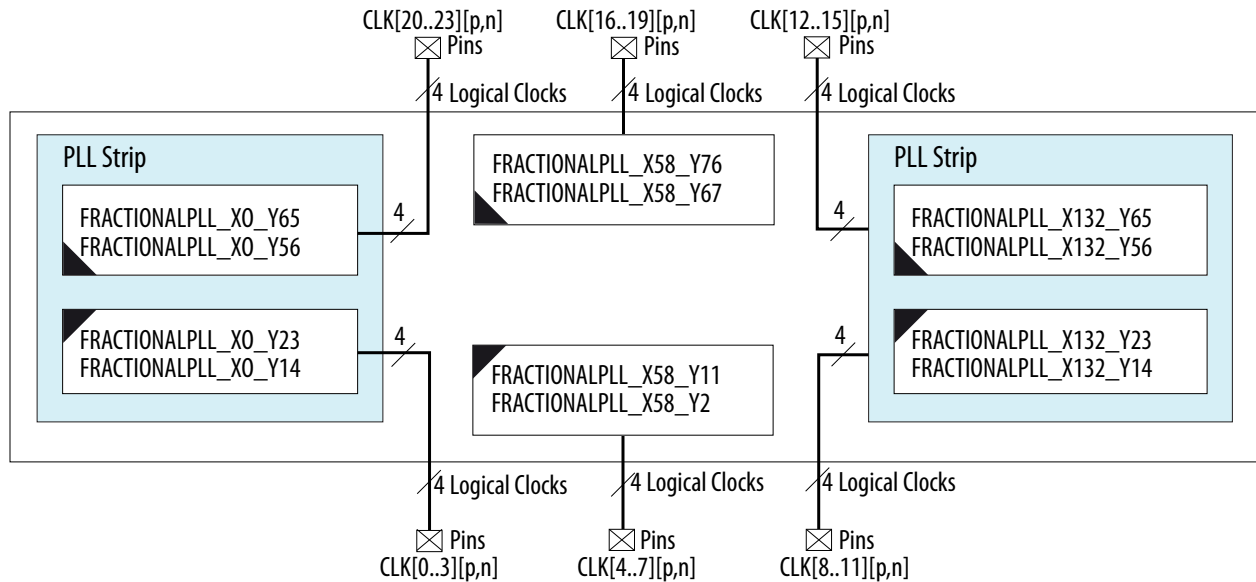 CLK[20..23][p,n]
Pins
CLK[16..19][p,n]
Pins
CLK[12..15][p,n]
Pins
4 Logical Clocks
4 Logical Clocks
4 Logical Clocks
PLL Strip
FRACTIONALPLL_X0_Y65
FRACTIONALPLL_X0_Y56
4
FRACTIONALPLL_X0_Y23
FRACTIONALPLL_X0_Y14
4
FRACTIONALPLL_X58_Y76
FRACTIONALPLL_X58_Y67
FRACTIONALPLL_X58_Y11
FRACTIONALPLL_X58_Y2
PLL Strip
4
FRACTIONALPLL_X132_Y65
FRACTIONALPLL_X132_Y56
4
FRACTIONALPLL_X132_Y23
FRACTIONALPLL_X132_Y14
4 Logical Clocks
4 Logical Clocks
4 Logical Clocks
Pins
CLK[0..3][p,n]
Pins
CLK[4..7][p,n]
Pins
CLK[8..11][p,n]